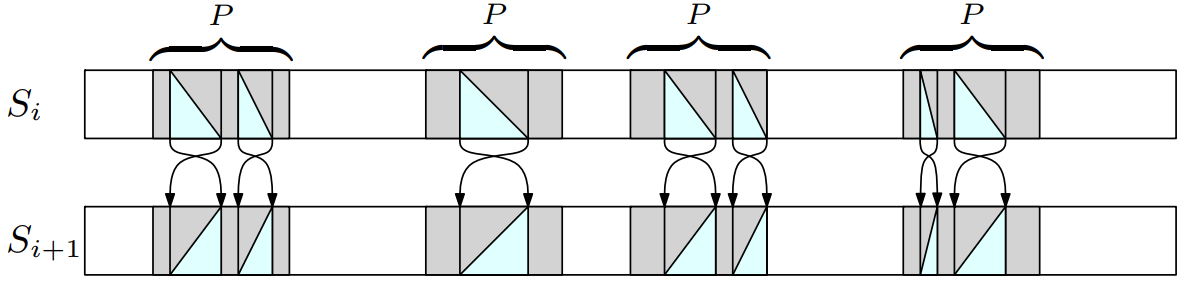 P P P P
S_i
S_{i+1}